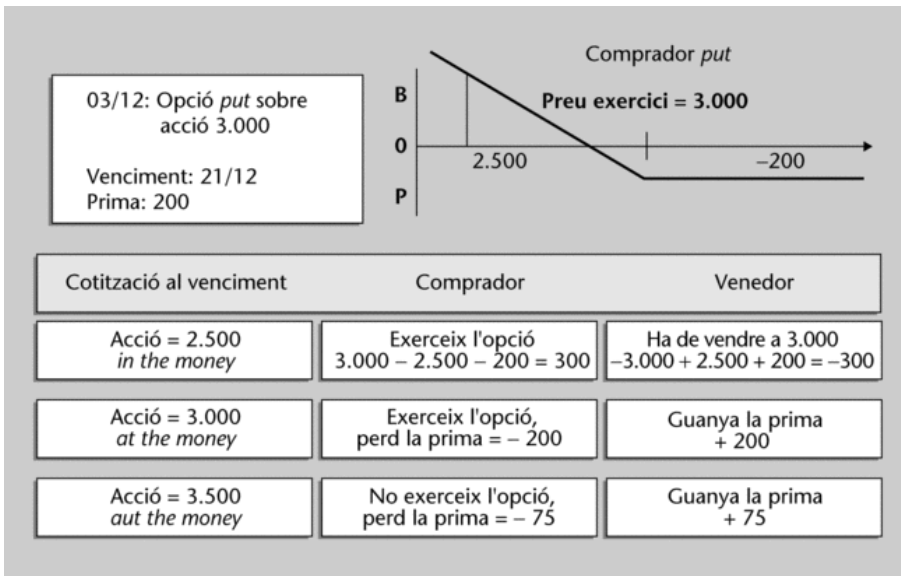 03/12: Opció put sobre
acció 3.000
Venciment: 21/12
Prima: 200
Comprador put
Preu exercici = 3.000
B
0
P
2.500
–200
Cotització al venciment
Comprador
Venedor
Acció = 2.500
in the money
Exerceix l'opció
3.000 – 2.500 – 200 = 300
Ha de vendre a 3.000
–3.000 + 2.500 + 200 = –300
Acció = 3.000
at the money
Exerceix l'opció,
perd la prima = – 200
Guanya la prima
+ 200
Acció = 3.500
aut the money
No exerceix l'opció,
perd la prima = – 75
Guanya la prima
+ 75